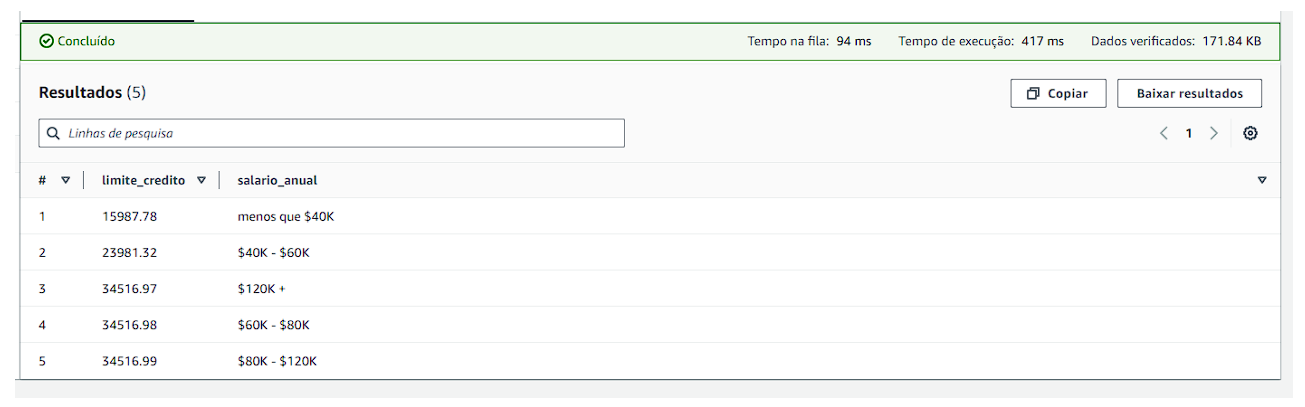 Concluído Tempo na fila: 94 ms Tempo de execução: 417 ms Dados verificados: 171.84 KB
Resultados (5) Copiar Baixar resultados
Linhas de pesquisa 1
# limite_credito salario_anual
1 15987.78 menos que $40K
2 23981.32 $40K - $60K
3 34516.97 $120K +
4 34516.98 $60K - $80K
5 34516.99 $80K - $120K